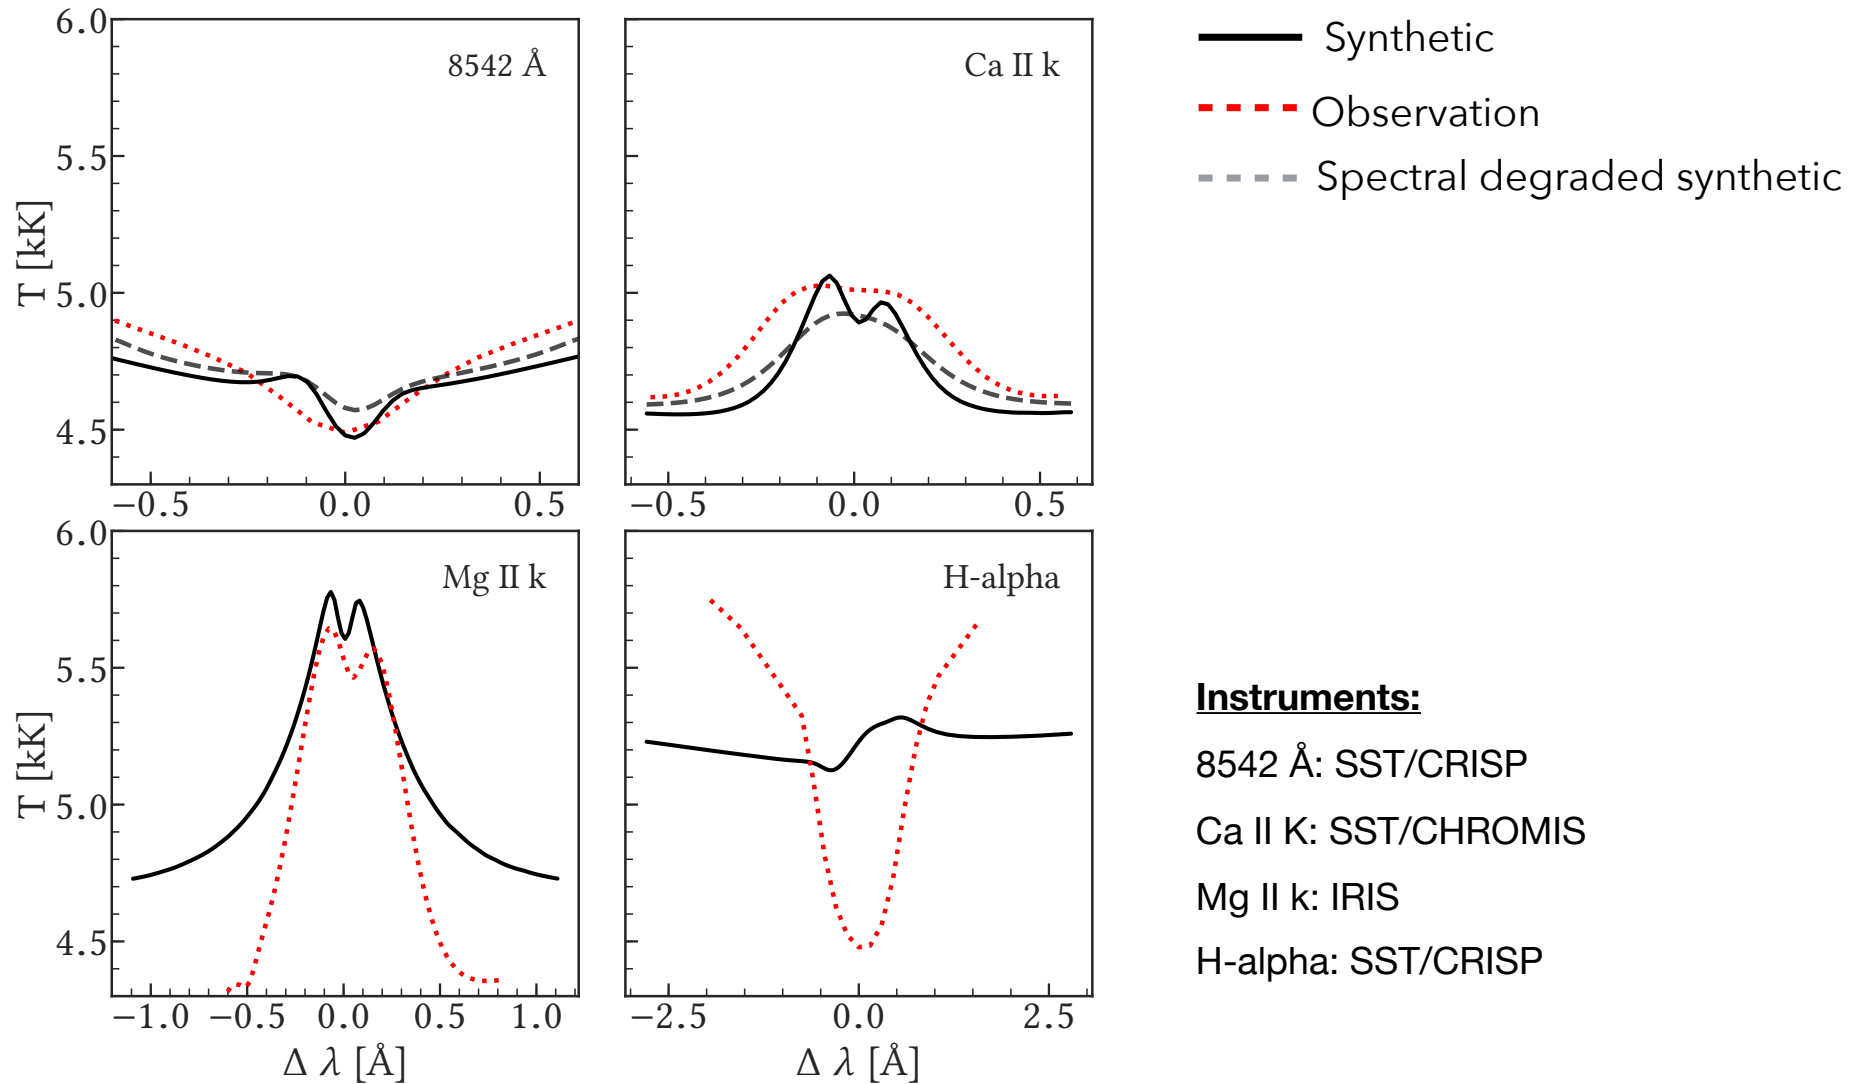 6.0
5.5
5.0
4.5
T [kK]
8542 Å
−0.5 0.0 0.5
Ca II k
−0.5 0.0 0.5
Synthetic
Observation
Spectral degraded synthetic
6.0
5.5
5.0
4.5
T [kK]
Mg II k
−1.0 −0.5 0.0 0.5 1.0
Δ λ [Å]
H-alpha
−2.5 0.0 2.5
Δ λ [Å]
Instruments:
8542 Å: SST/CRISP
Ca II K: SST/CHROMIS
Mg II k: IRIS
H-alpha: SST/CRISP